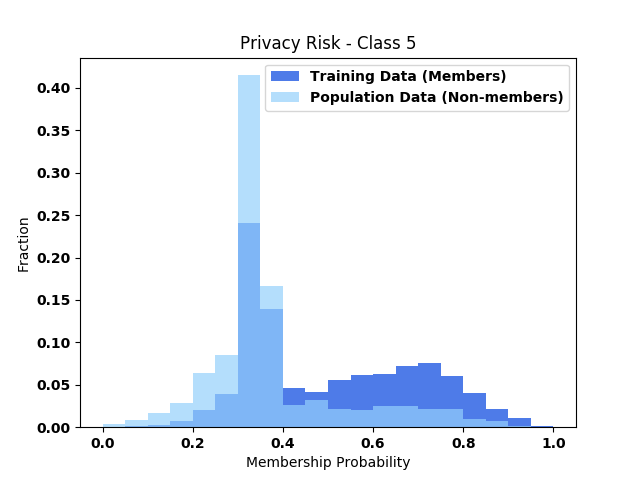 Privacy Risk - Class 5
Training Data (Members)
Population Data (Non-members)
0.40
0.35
0.30
0.25
0.20
0.15
0.10
0.05
0.00
Fraction
0.0 0.2 0.4 0.6 0.8 1.0
Membership Probability